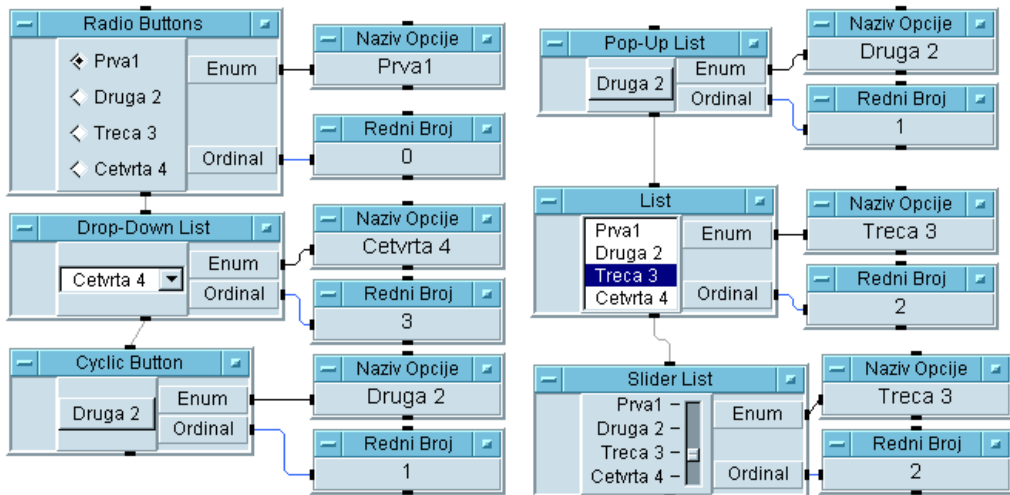 Radio Buttons
Prva1
Druga 2
Treca 3
Cetvrta 4
Enum
Ordinal
Naziv Opcije
Prva1
Redni Broj
0
Drop-Down List
Cetvrta 4
Enum
Ordinal
Naziv Opcije
Cetvrta 4
Redni Broj
3
Cyclic Button
Druga 2
Enum
Ordinal
Naziv Opcije
Druga 2
Redni Broj
1
Pop-Up List
Druga 2
Enum
Ordinal
Naziv Opcije
Druga 2
Redni Broj
1
List
Prva1
Druga 2
Treca 3
Cetvrta 4
Enum
Ordinal
Naziv Opcije
Treca 3
Redni Broj
2
Slider List
Prva1
Druga 2
Treca 3
Cetvrta 4
Enum
Ordinal
Naziv Opcije
Treca 3
Redni Broj
2